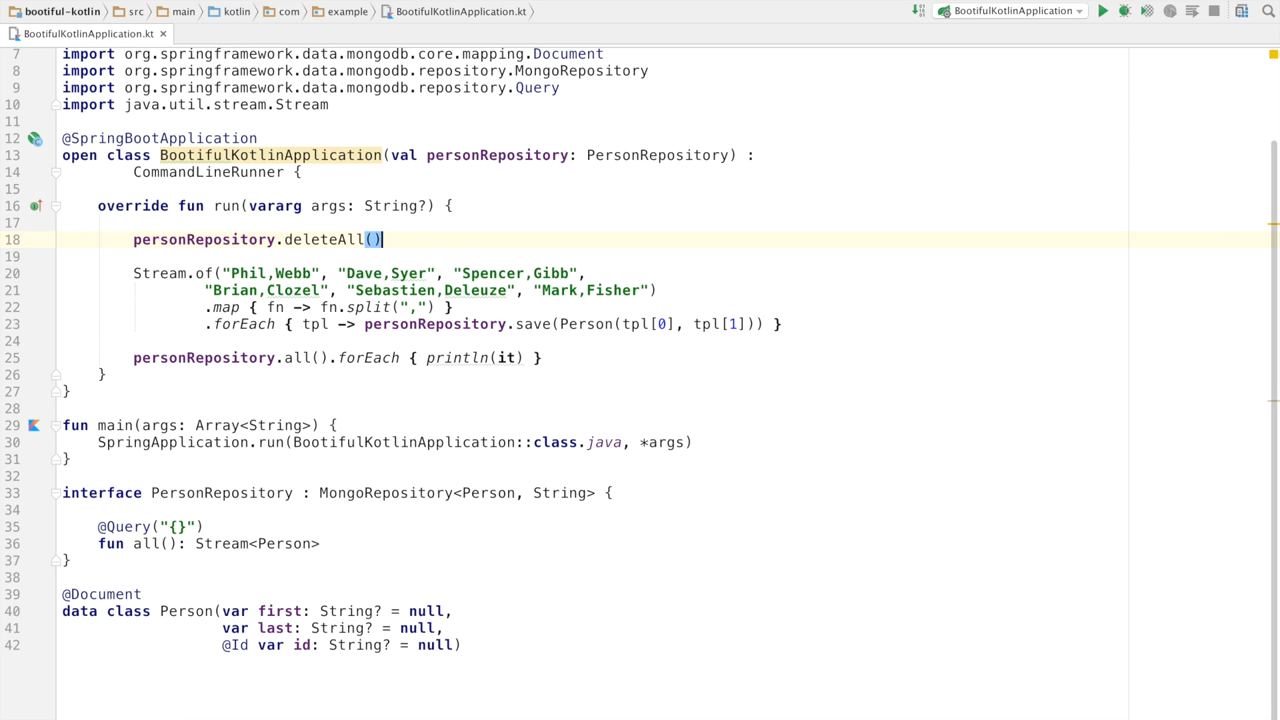 bootiful-kotlin src main kotlin com example BootifulKotlinApplication.kt BootifulKotlinApplication
BootifulKotlinApplication.kt
7 import org.springframework.data.mongodb.core.mapping.Document
8 import org.springframework.data.mongodb.repository.MongoRepository
9 import org.springframework.data.mongodb.repository.Query
10 import java.util.stream.Stream
11
12 @SpringBootApplication
13 open class BootifulKotlinApplication(val personRepository: PersonRepository) :
14 CommandLineRunner {
15
16 override fun run(vararg args: String?) {
17
18 personRepository.deleteAll()
19
20 Stream.of("Phil,Webb", "Dave,Syer", "Spencer,Gibb",
21 "Brian,Clozel", "Sebastien,Deleuze", "Mark,Fisher")
22 .map { fn -> fn.split(",") }
23 .forEach { tpl -> personRepository.save(Person(tpl[0], tpl[1])) }
24
25 personRepository.all().forEach { println(it) }
26 }
27 }
28
29 fun main(args: Array<String>) {
30 SpringApplication.run(BootifulKotlinApplication::class.java, *args)
31 }
32
33 interface PersonRepository : MongoRepository<Person, String> {
34
35 @Query("{}")
36 fun all(): Stream<Person>
37 }
38
39 @Document
40 data class Person(var first: String? = null,
41 var last: String? = null,
42 @Id var id: String? = null)